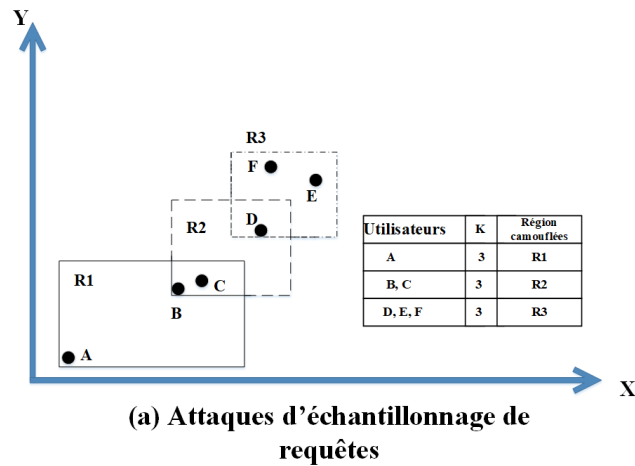 Y
R3
F
E
D
R2
R1
C
B
A
Utilisateurs K Région camouflées
A 3 R1
B, C 3 R2
D, E, F 3 R3
X
(a) Attaques d'échantillonnage de
requêtes